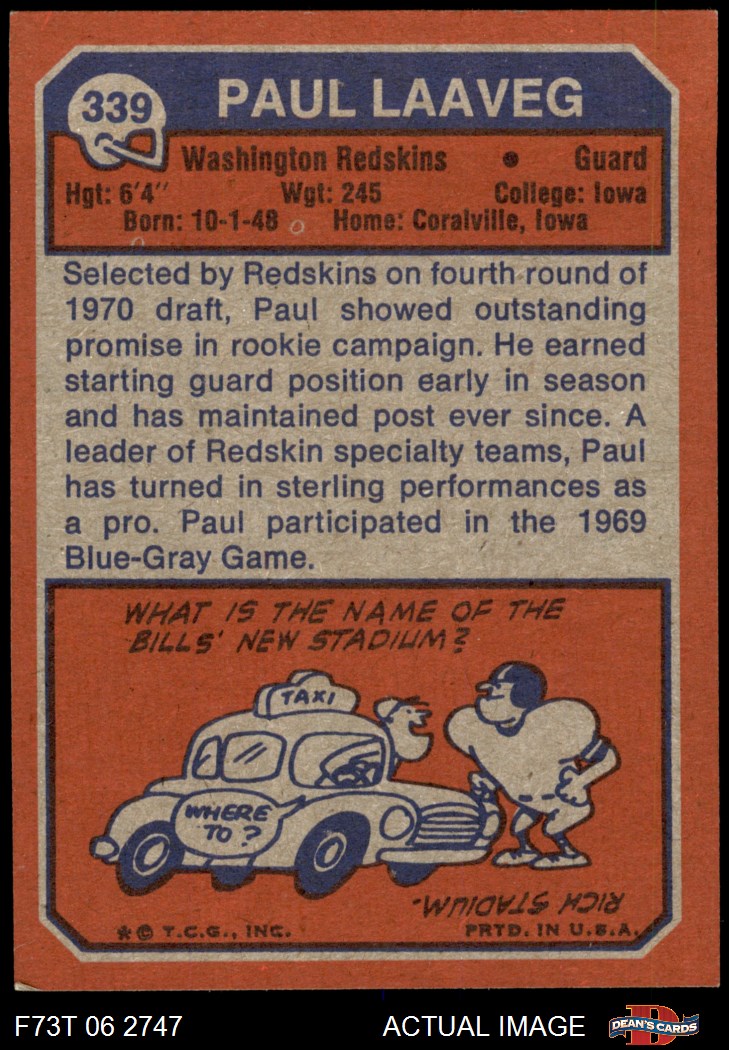 339
PAUL LAAVEG
Washington Redskins • Guard
Hgt: 6'4" Wgt: 245 College: Iowa
Born: 10-1-48 Home: Coralville, Iowa
Selected by Redskins on fourth round of
1970 draft, Paul showed outstanding
promise in rookie campaign. He earned
starting guard position early in season
and has maintained post ever since. A
leader of Redskin specialty teams, Paul
has turned in sterling performances as
a pro. Paul participated in the 1969
Blue-Gray Game.
WHAT IS THE NAME OF THE
BILLS' NEW STADIUM?
TAXI
WHERE
TO?
RICH STADIUM.
*© T.C.G., INC. PRTD. IN U.S.A.
F73T 06 2747 ACTUAL IMAGE
D
DEAN'S CARDS